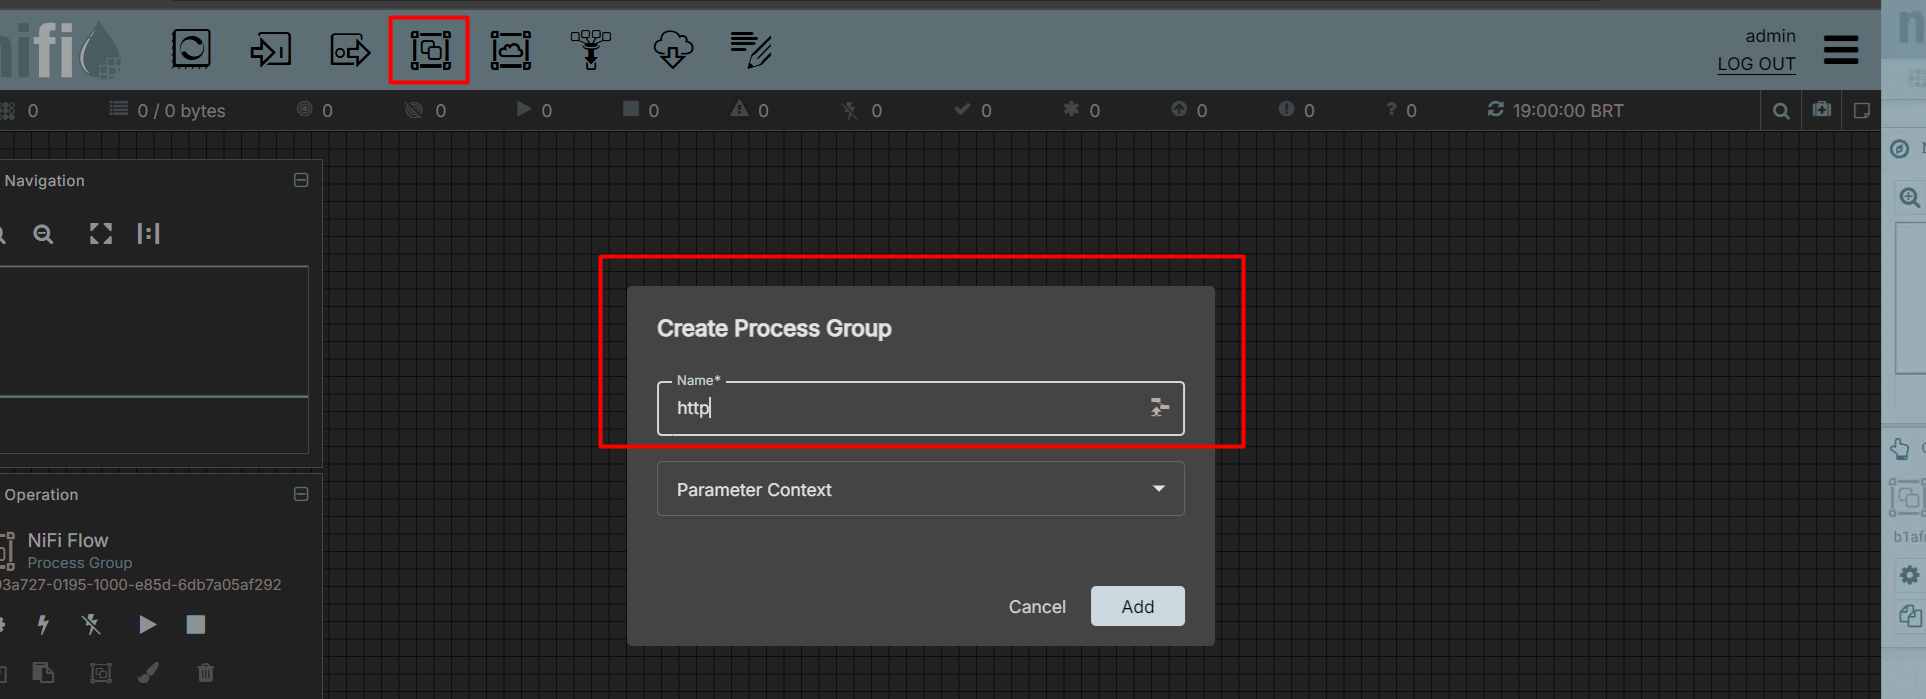 nifi
admin
LOG OUT
0
0 / 0 bytes
0
0
0
0
0
0
0
0
0
0
? 0
19:00:00 BRT
Navigation
Operation
NiFi Flow
Process Group
3a727-0195-1000-e85d-6db7a05af292
Create Process Group
Name*
http
Parameter Context
Cancel
Add
b1af